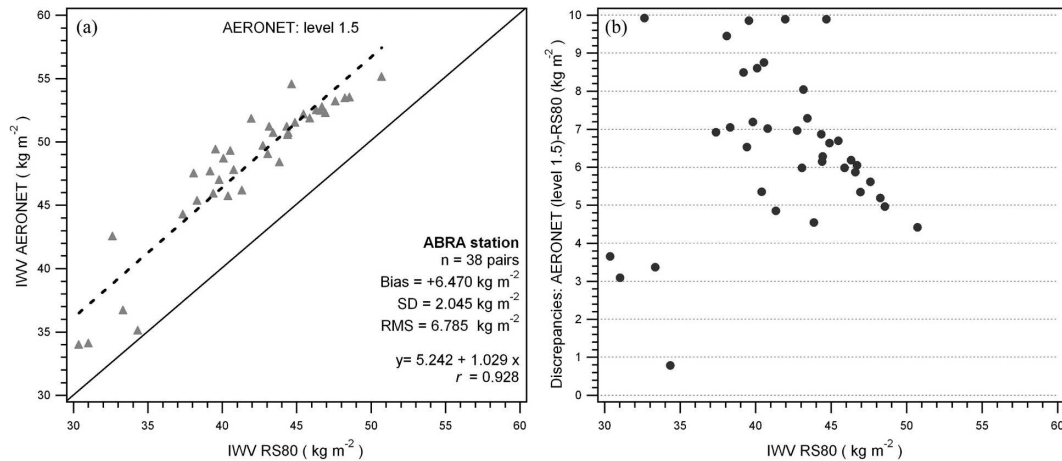 (a)
AERONET: level 1.5
60
55
50
45
40
35
30
IWV AERONET ( kg m-2 )
ABRA station
n = 38 pairs
Bias = +6.470 kg m-2
SD = 2.045 kg m-2
RMS = 6.785 kg m-2
y= 5.242 + 1.029 x
r = 0.928
30 35 40 45 50 55 60
IWV RS80 ( kg m-2 )
(b)
10
9
8
7
6
5
4
3
2
1
0
Discrepancies: AERONET (level 1.5)-RS80 (kg m-2)
30 35 40 45 50 55 60
IWV RS80 ( kg m-2 )